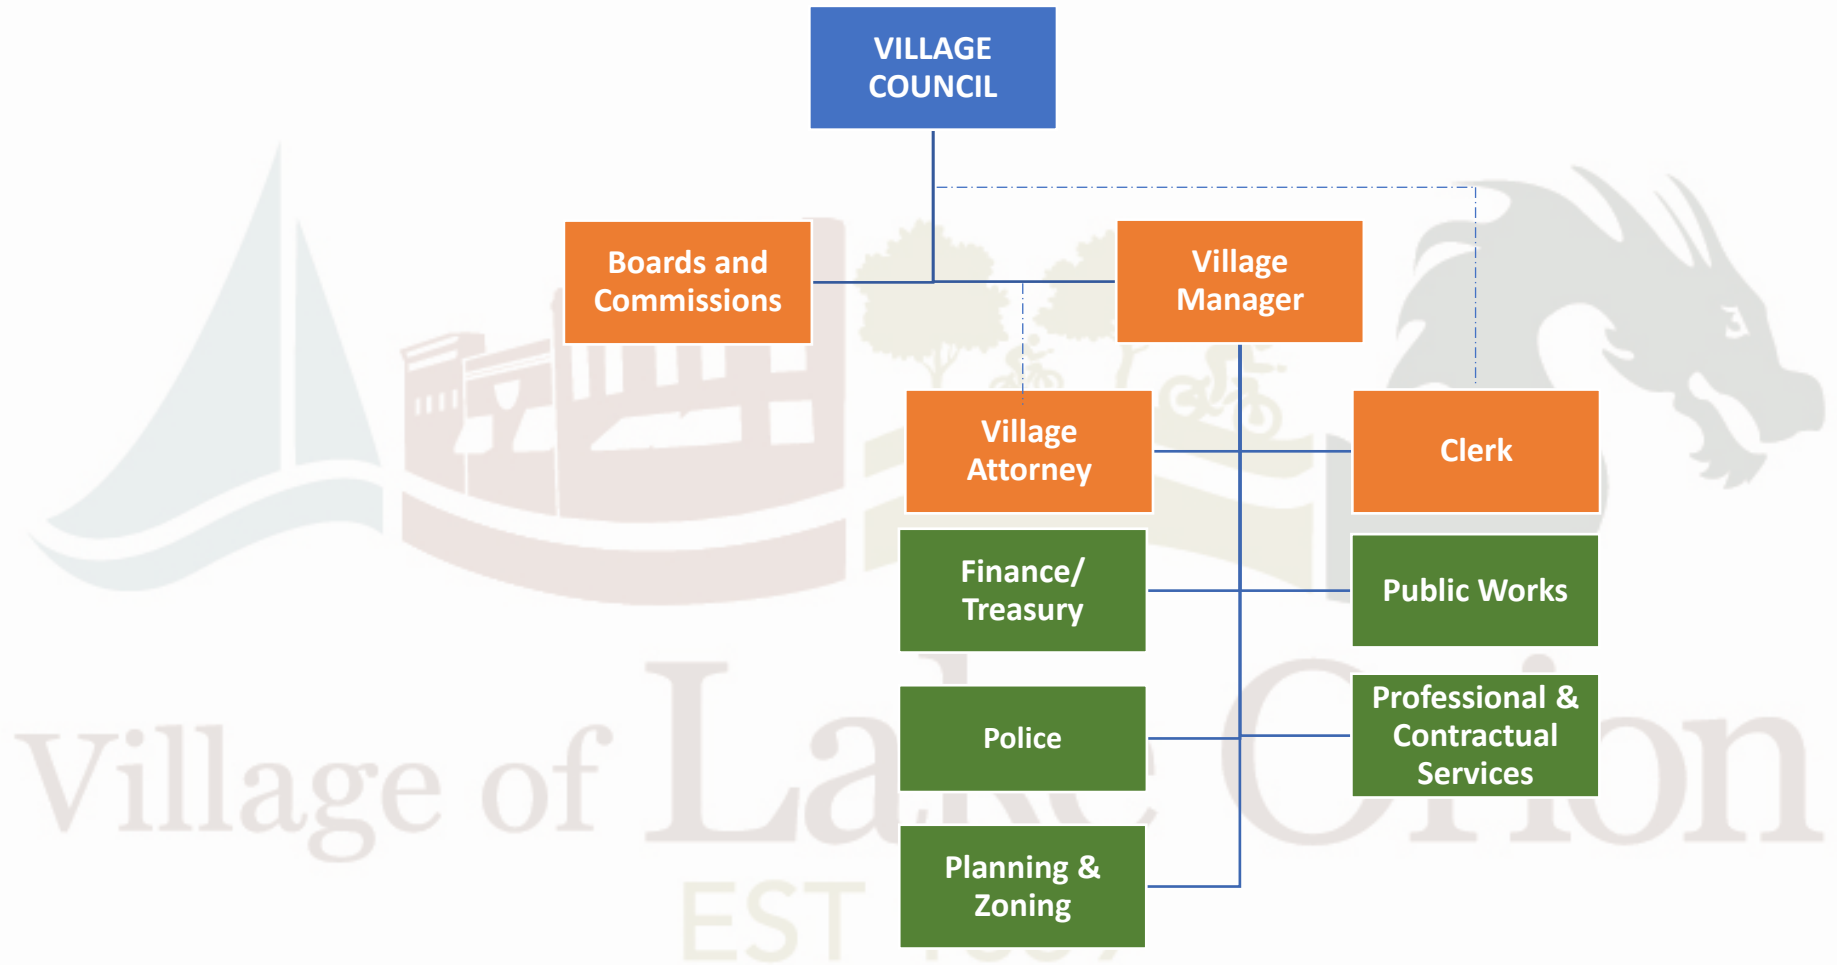 VILLAGE
COUNCIL
Boards and
Commissions
Village
Manager
Village
Attorney
Clerk
Finance/
Treasury
Public Works
Police
Professional &
Contractual
Services
Planning &
Zoning
Village of Lake Orion
EST